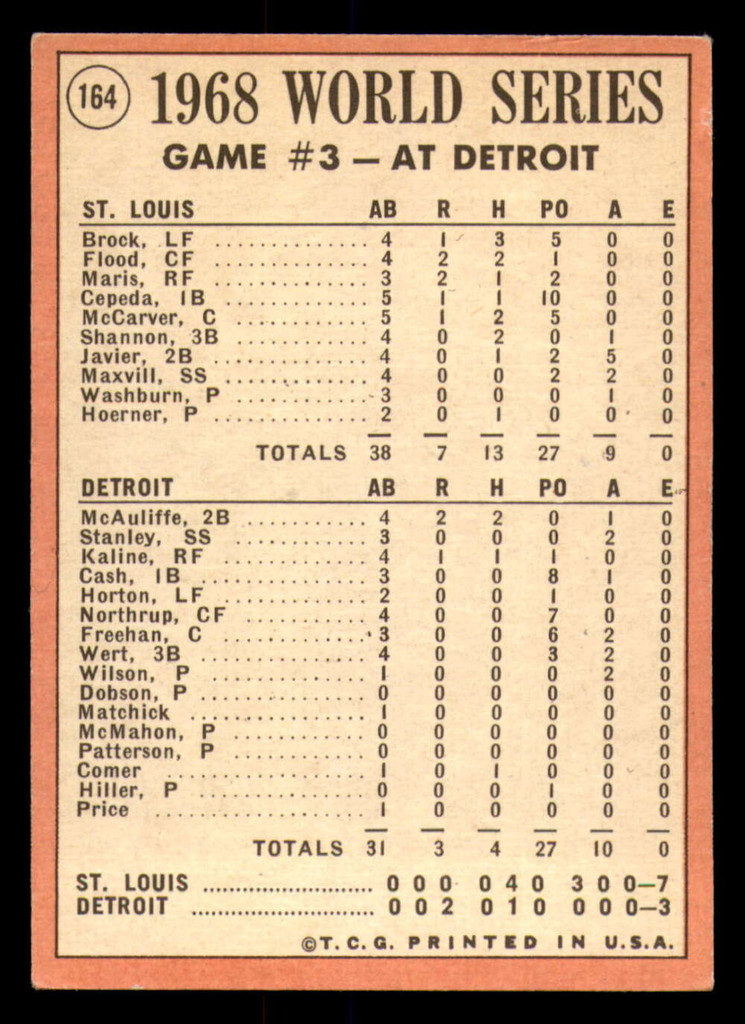 164
1968 WORLD SERIES
GAME #3 — AT DETROIT
ST. LOUIS AB R H PO A E
Brock, LF .............. 4 1 3 5 0 0
Flood, CF .............. 4 2 2 1 0 0
Maris, RF .............. 3 2 1 2 0 0
Cepeda, 1B ............. 5 1 1 10 0 0
McCarver, C ............ 5 1 2 5 0 0
Shannon, 3B ............ 4 0 2 0 1 0
Javier, 2B .............. 4 0 1 2 5 0
Maxvill, SS ............. 4 0 0 2 2 0
Washburn, P ............ 3 0 0 0 1 0
Hoerner, P ............. 2 0 1 0 0 0
TOTALS 38 7 13 27 9 0
DETROIT AB R H PO A E
McAuliffe, 2B ........... 4 2 2 0 1 0
Stanley, SS ............. 3 0 0 0 2 0
Kaline, RF ............. 4 1 1 1 0 0
Cash, 1B ............... 3 0 0 8 1 0
Horton, LF ............. 2 0 0 1 0 0
Northrup, CF ........... 4 0 0 7 0 0
Freehan, C ............. 3 0 0 6 2 0
Wert, 3B ............... 4 0 0 3 2 0
Wilson, P .............. 1 0 0 0 2 0
Dobson, P .............. 0 0 0 0 0 0
Matchick ................ 1 0 0 0 0 0
McMahon, P ............ 0 0 0 0 0 0
Patterson, P ............ 0 0 0 0 0 0
Comer .................. 1 0 1 0 0 0
Hiller, P ............... 0 0 0 1 0 0
Price ................... 1 0 0 0 0 0
TOTALS 31 3 4 27 10 0
ST. LOUIS ........................... 0 0 0 0 4 0 3 0 0—7
DETROIT ............................ 0 0 2 0 1 0 0 0 0—3
©T.C.G. PRINTED IN U.S.A.